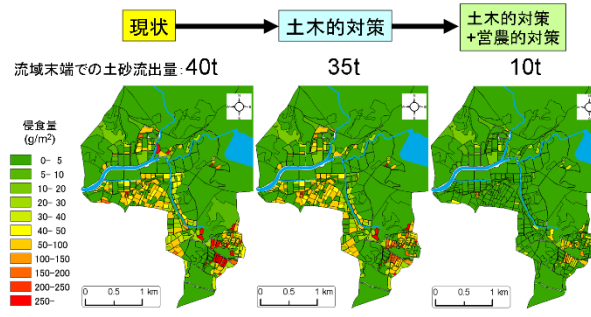 現状
土木的対策
土木的対策
+営農的対策
流域末端での土砂流出量:40t
35t
10t
侵食量
(g/m²)
0- 5
5- 10
10- 20
20- 30
30- 40
40- 50
50-100
100-150
150-200
200-250
250-
0 0.5 1 km
0 0.5 1 km
0 0.5 1 km